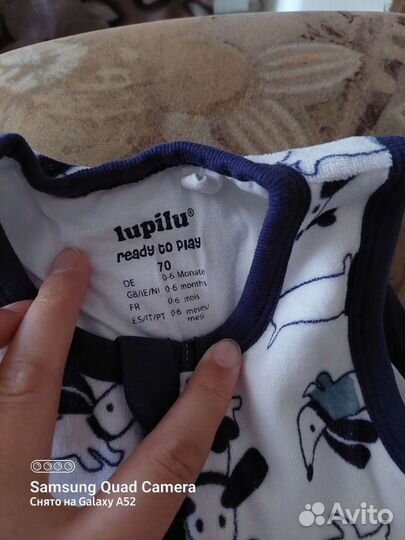 lupilu
ready to play
70
DE 0-6 Monate
GB/IE/NI 0-6 months
FR 0-6 mois
ES/IT/PT 0-6 meses/
mesi
Samsung Quad Camera
Снято на Galaxy A52
Avito